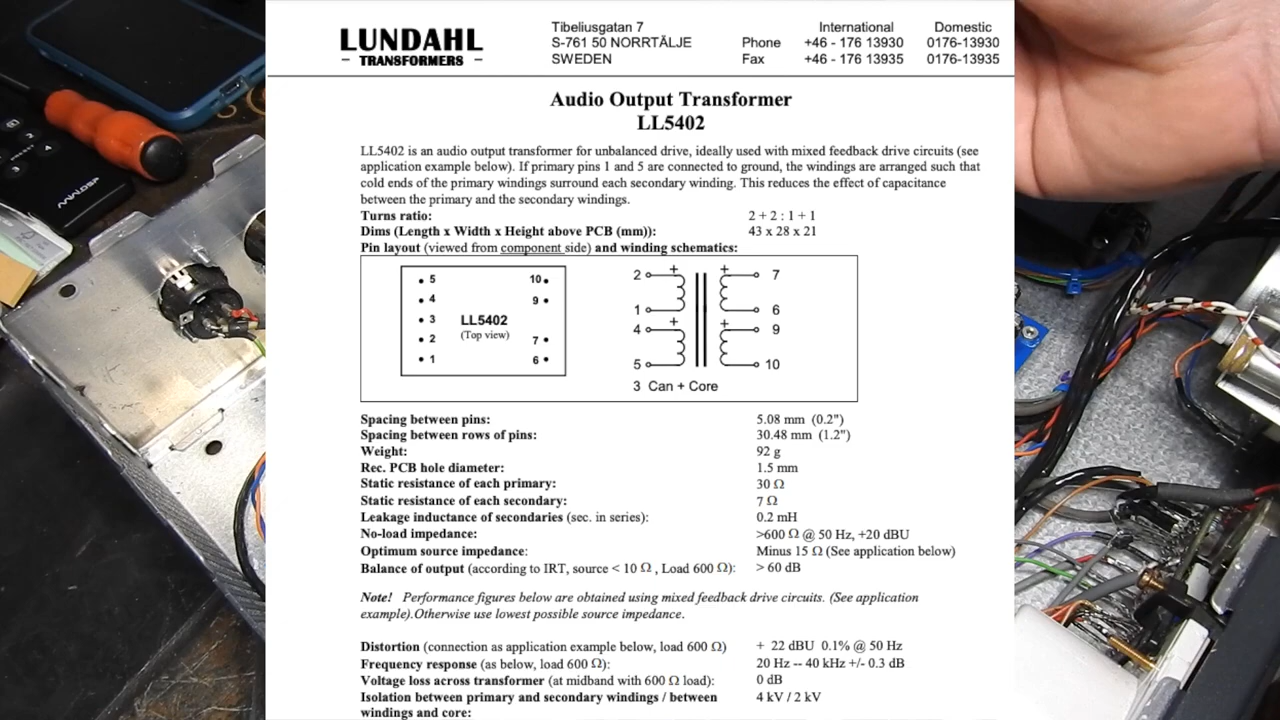 LUNDAHL
– TRANSFORMERS –
Tibeliusgatan 7
S-761 50 NORRTÄLJE
SWEDEN
International Domestic
Phone +46 - 176 13930 0176-13930
Fax +46 - 176 13935 0176-13935
Audio Output Transformer
LL5402
LL5402 is an audio output transformer for unbalanced drive, ideally used with mixed feedback drive circuits (see
application example below). If primary pins 1 and 5 are connected to ground, the windings are arranged such that
cold ends of the primary windings surround each secondary winding. This reduces the effect of capacitance
between the primary and the secondary windings.
Turns ratio: 2 + 2 : 1 + 1
Dims (Length x Width x Height above PCB (mm)): 43 x 28 x 21
Pin layout (viewed from component side) and winding schematics:
5 10
4 9
3 LL5402
(Top view)
2 7
1 6
2 + + 7
1 6
4 + + 9
5 10
3 Can + Core
Spacing between pins: 5.08 mm (0.2")
Spacing between rows of pins: 30.48 mm (1.2")
Weight: 92 g
Rec. PCB hole diameter: 1.5 mm
Static resistance of each primary: 30 Ω
Static resistance of each secondary: 7 Ω
Leakage inductance of secondaries (sec. in series): 0.2 mH
No-load impedance: >600 Ω @ 50 Hz, +20 dBU
Optimum source impedance: Minus 15 Ω (See application below)
Balance of output (according to IRT, source < 10 Ω , Load 600 Ω): > 60 dB
Note! Performance figures below are obtained using mixed feedback drive circuits. (See application
example).Otherwise use lowest possible source impedance.
Distortion (connection as application example below, load 600 Ω) + 22 dBU 0.1% @ 50 Hz
Frequency response (as below, load 600 Ω): 20 Hz -- 40 kHz +/- 0.3 dB
Voltage loss across transformer (at midband with 600 Ω load): 0 dB
Isolation between primary and secondary windings / between 4 kV / 2 kV
windings and core: